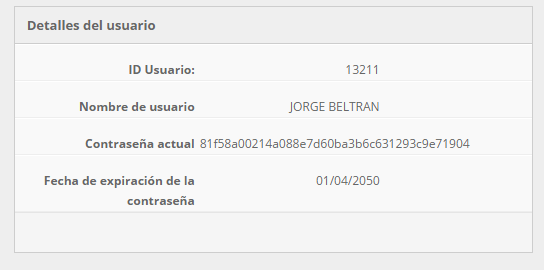 Detalles del usuario
ID Usuario: 13211
Nombre de usuario JORGE BELTRAN
Contraseña actual 81f58a00214a088e7d60ba3b6c631293c9e71904
Fecha de expiración de la 01/04/2050
contraseña